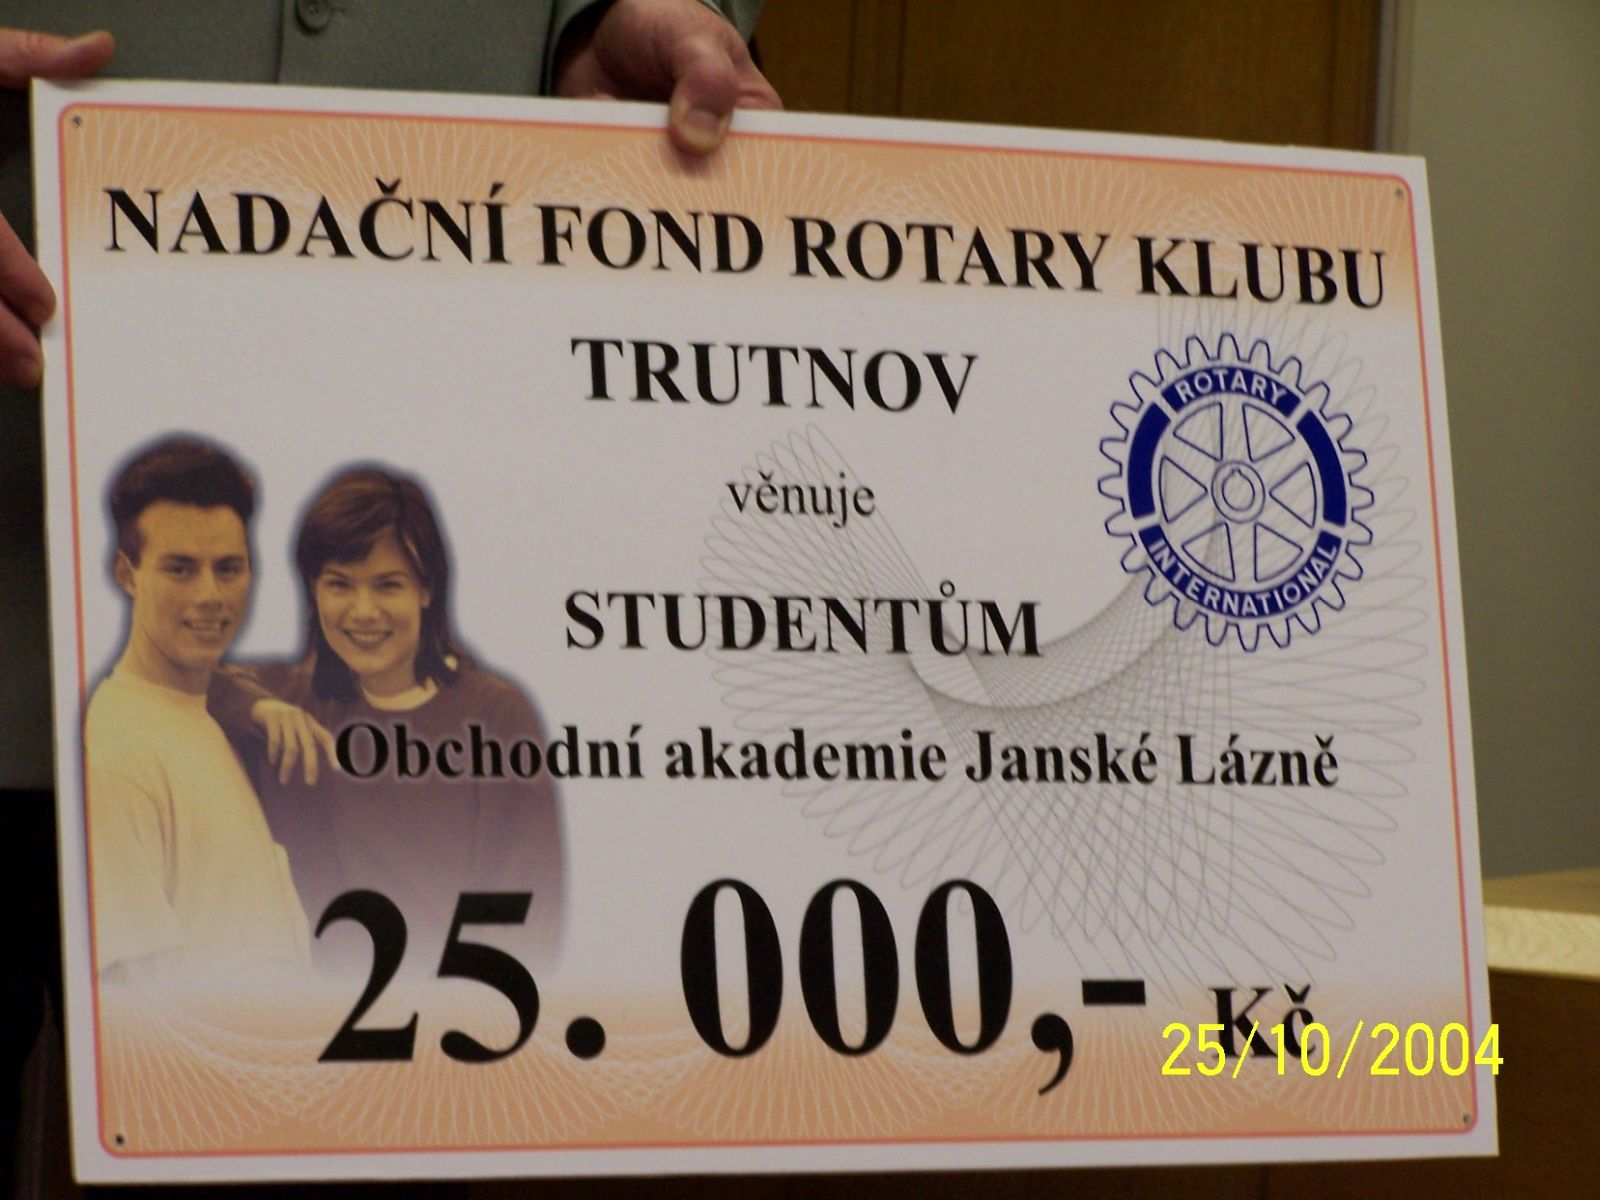 NADAČNÍ FOND ROTARY KLUBU
TRUTNOV
věnuje
ROTARY
INTERNATIONAL
STUDENTŮM
Obchodní akademie Janské Lázně
25. 000,- Kč
25/10/2004